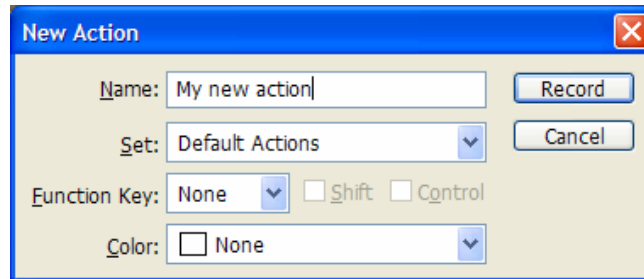 New Action
Name: My new action Record
Set: Default Actions Cancel
Function Key: None Shift Control
Color: None